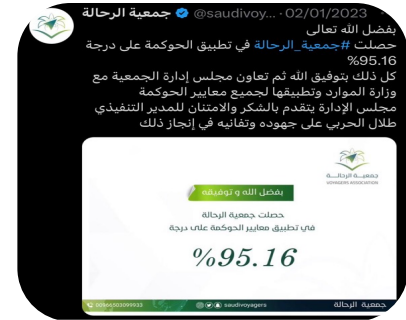 جمعية الرحالة @saudivoy... · 02/01/2023
بفضل الله تعالى
حصلت #جمعية_الرحالة في تطبيق الحوكمة على درجة
%95.16
كل ذلك بتوفيق الله ثم تعاون مجلس إدارة الجمعية مع
وزارة الموارد وتطبيقها لجميع معايير الحوكمة
مجلس الإدارة يتقدم بالشكر والامتنان للمدير التنفيذي
طلال الحربي على جهوده وتفانيه في إنجاز ذلك
جمعية الرحالة
VOYAGERS ASSOCIATION
بفضل الله و توفيقه
حصلت جمعية الرحالة
في تطبيق معايير الحوكمة على درجة
%95.16
جمعية الرحالة
saudivoyagers
00966502099933